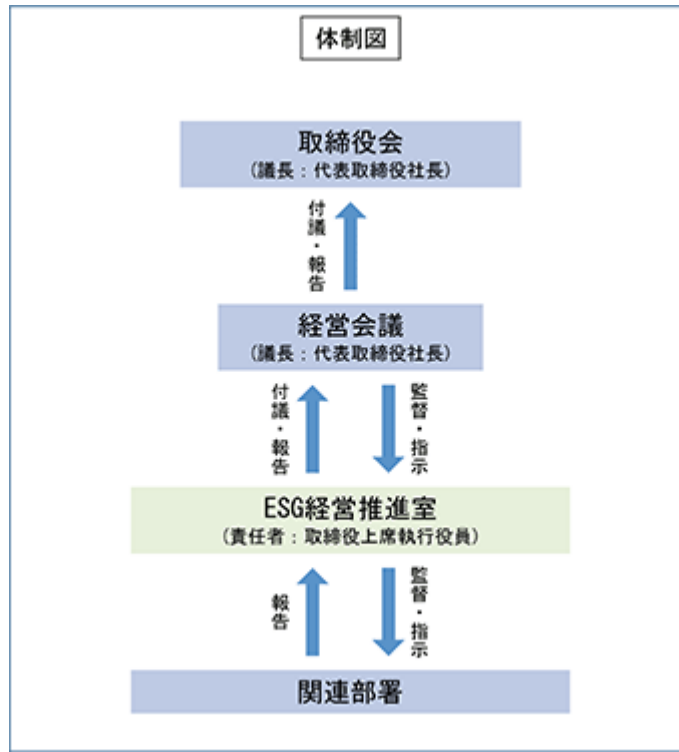 体制図
取締役会
(議長：代表取締役社長)
付議・報告
経営会議
(議長：代表取締役社長)
付議・報告
監督・指示
ESG経営推進室
(責任者：取締役上席執行役員)
報告
監督・指示
関連部署